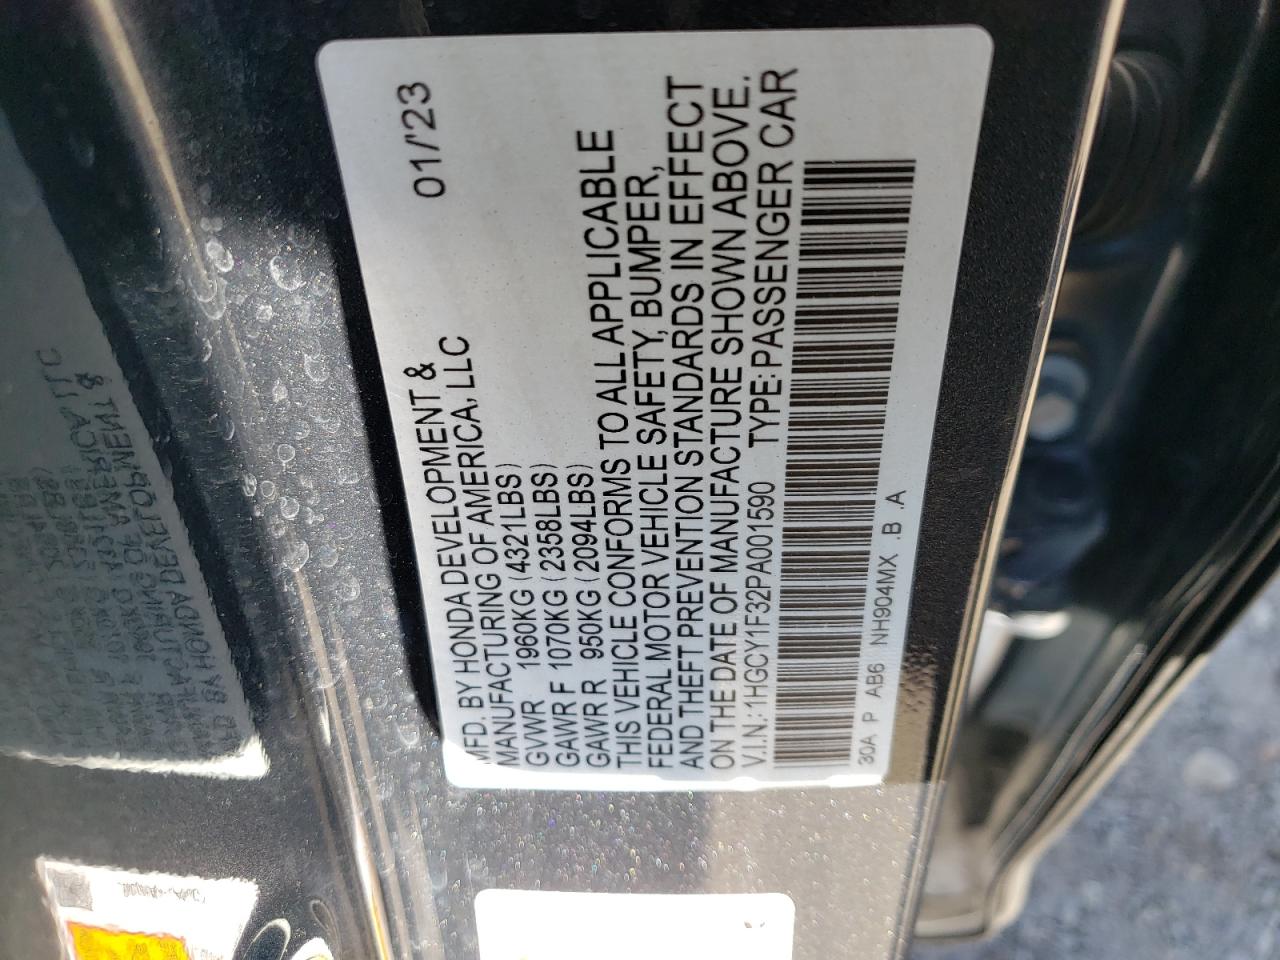 01/'23
MFD. BY HONDA DEVELOPMENT &
MANUFACTURING OF AMERICA, LLC
GVWR 1960KG (4321LBS)
GAWR F 1070KG (2358LBS)
GAWR R 950KG (2094LBS)
THIS VEHICLE CONFORMS TO ALL APPLICABLE
FEDERAL MOTOR VEHICLE SAFETY, BUMPER,
AND THEFT PREVENTION STANDARDS IN EFFECT
ON THE DATE OF MANUFACTURE SHOWN ABOVE.
V.I.N.: 1HGCY1F32PA001590 TYPE: PASSENGER CAR
30A P AB6 NH904MX .B .A